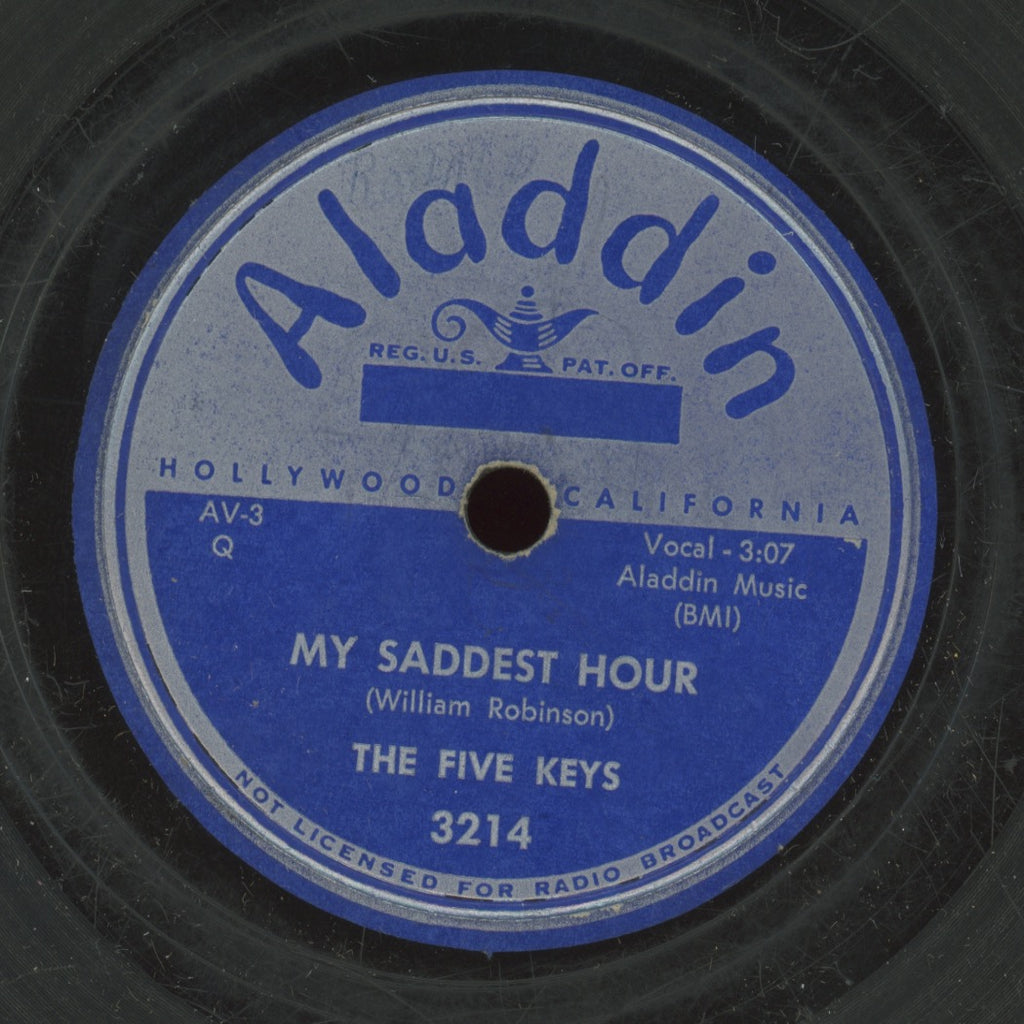 Aladdin
REG. U.S. PAT. OFF.
HOLLYWOOD CALIFORNIA
AV-3
Q
Vocal - 3:07
Aladdin Music
(BMI)
MY SADDEST HOUR
(William Robinson)
THE FIVE KEYS
3214
NOT LICENSED FOR RADIO BROADCAST